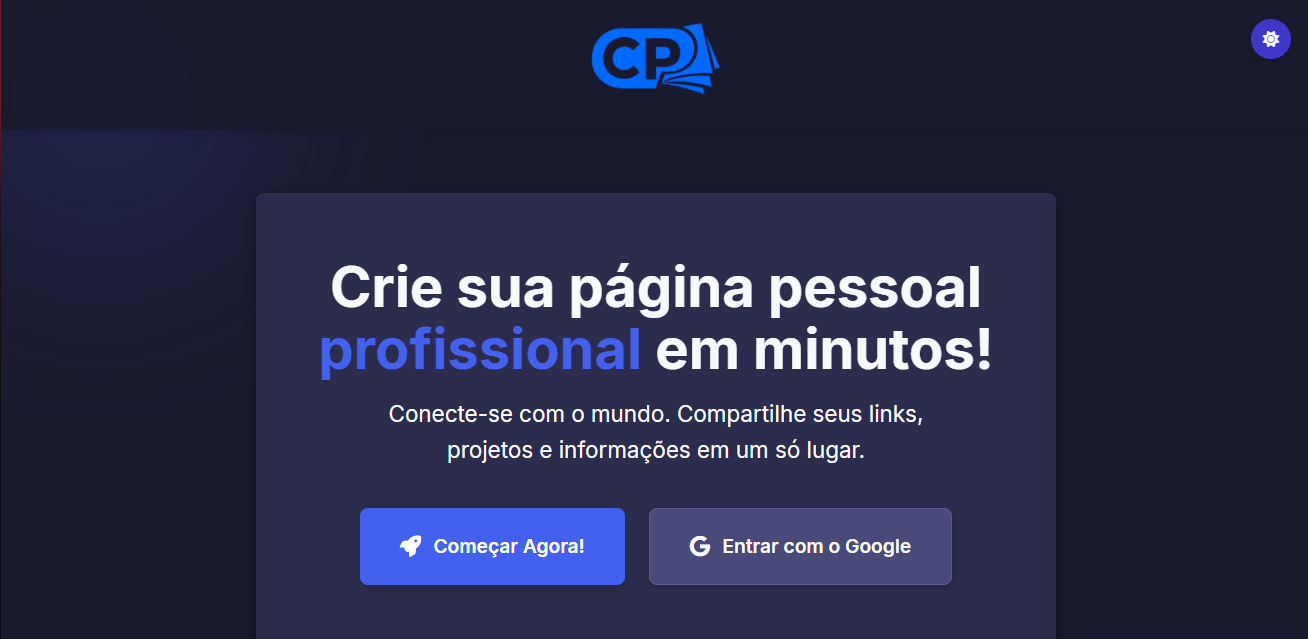 CP
Crie sua página pessoal
profissional em minutos!
Conecte-se com o mundo. Compartilhe seus links,
projetos e informações em um só lugar.
Começar Agora!
G Entrar com o Google